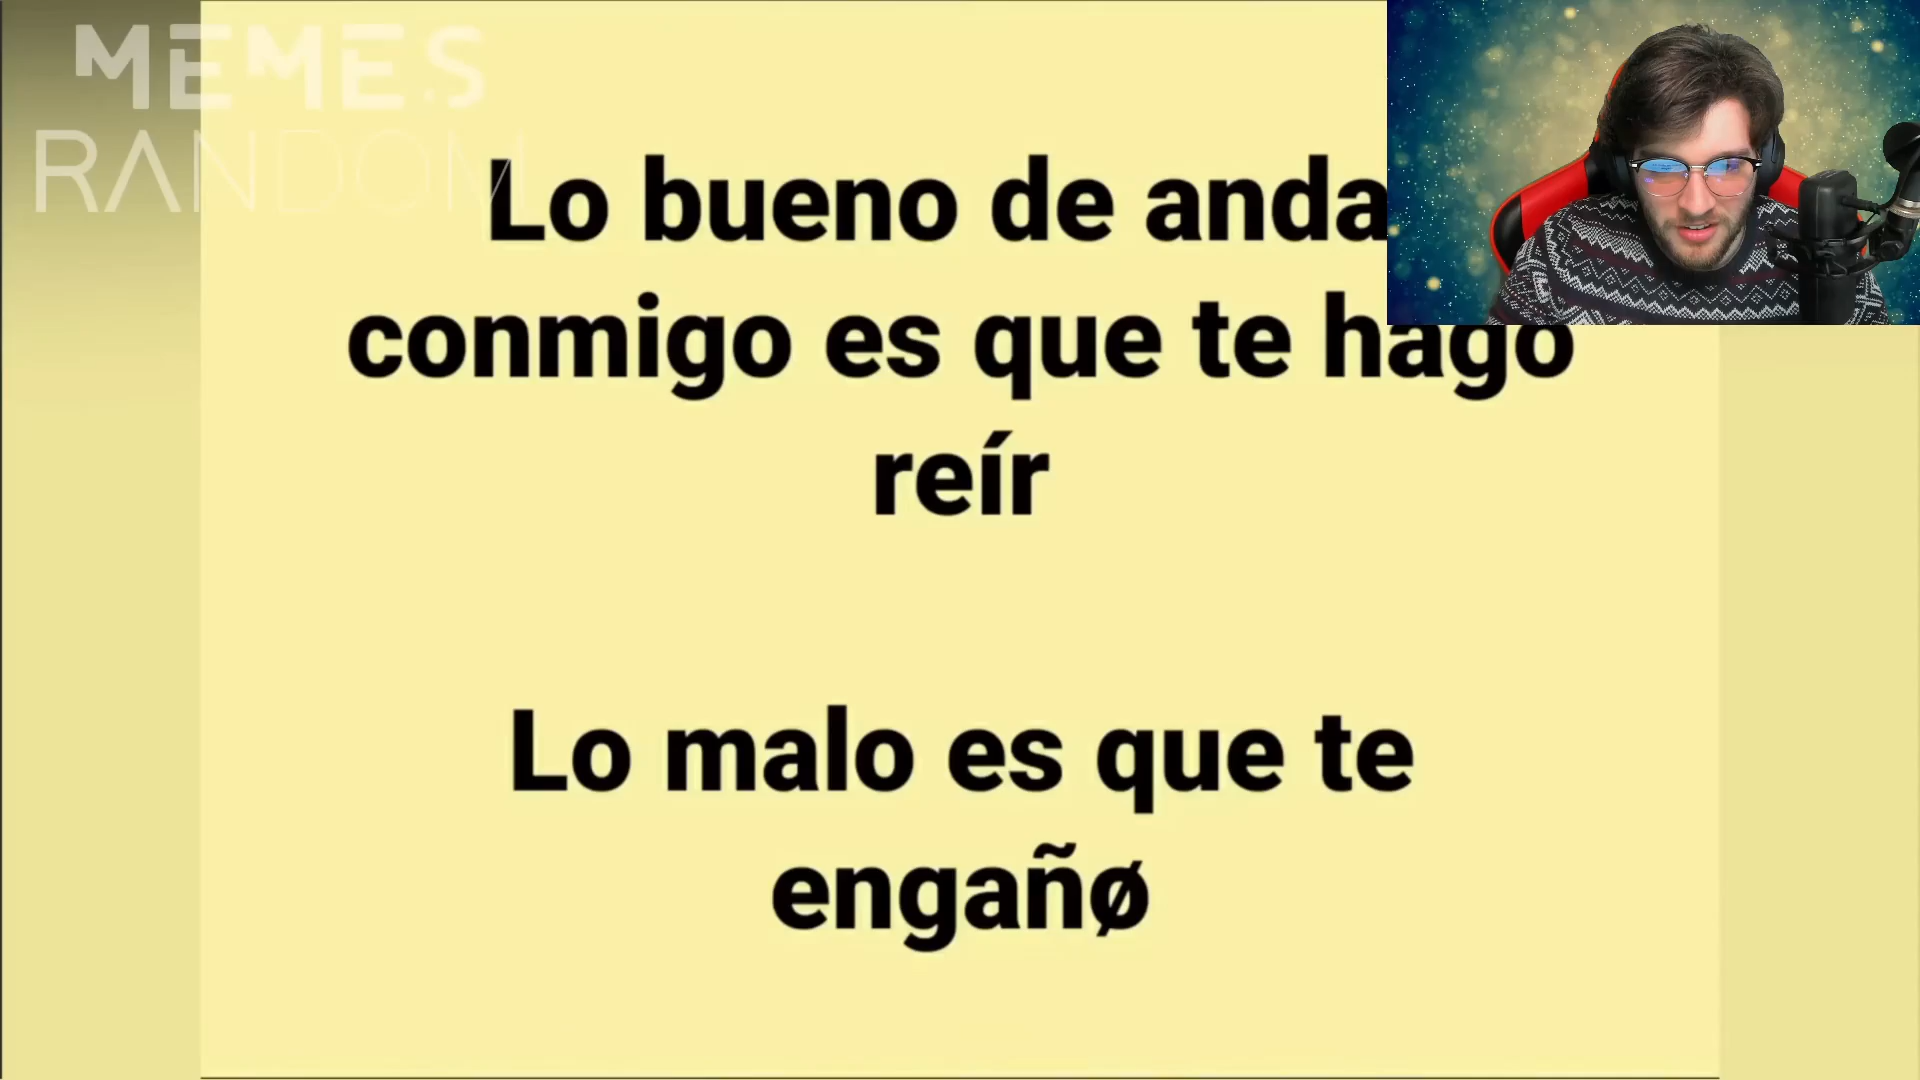 MEMES
RANDOM
Lo bueno de anda
conmigo es que te hago
reír
Lo malo es que te
engañø